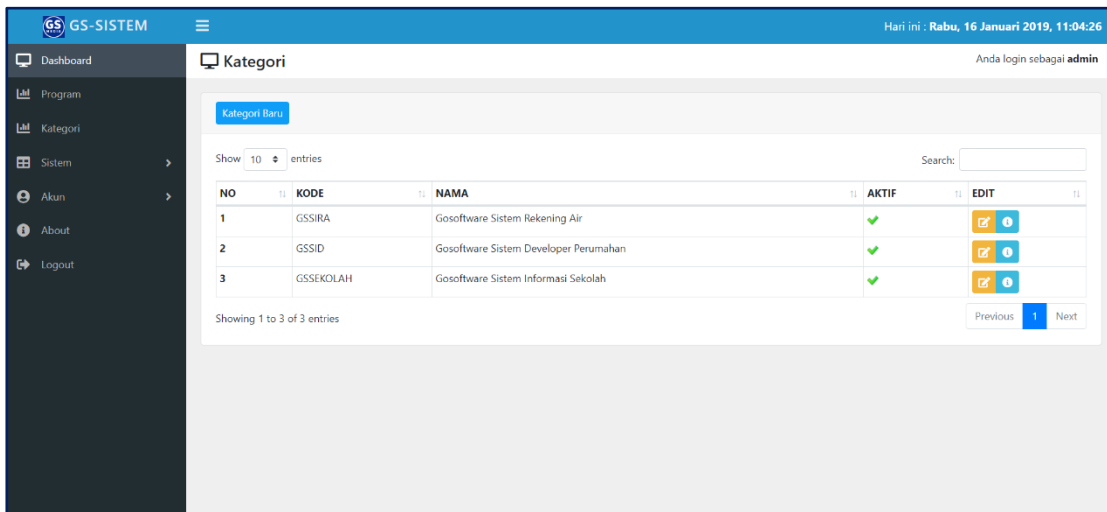 GS GS-SISTEM
Hari ini : Rabu, 16 Januari 2019, 11:04:26
Dashboard
Program
Kategori
Sistem
Akun
About
Logout
Kategori
Anda login sebagai admin
Kategori Baru
Show 10 entries
Search:
NO KODE NAMA AKTIF EDIT
1 GSSIRA Gosoftware Sistem Rekening Air
2 GSSID Gosoftware Sistem Developer Perumahan
3 GSSEKOLAH Gosoftware Sistem Informasi Sekolah
Showing 1 to 3 of 3 entries
Previous 1 Next